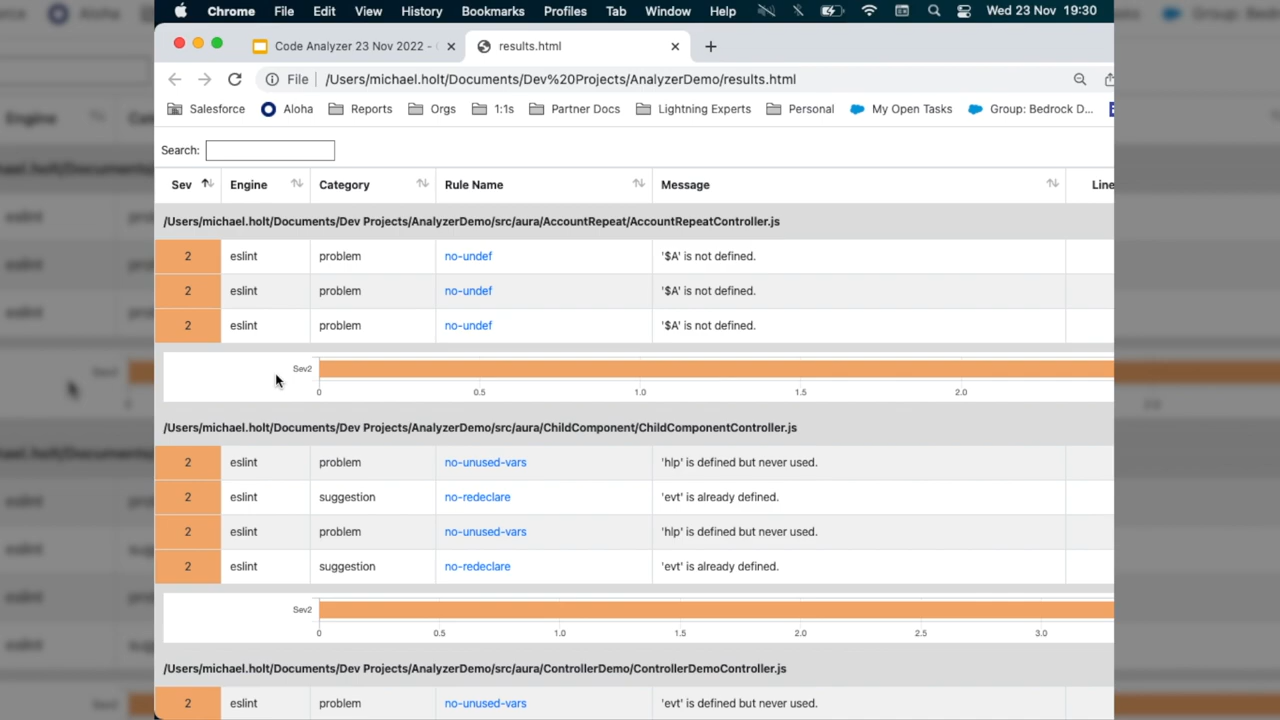 Chrome File Edit View History Bookmarks Profiles Tab Window Help Wed 23 Nov 19:30
Code Analyzer 23 Nov 2022 - results.html
File /Users/michael.holt/Documents/Dev%20Projects/AnalyzerDemo/results.html
Salesforce Aloha Reports Orgs 1:1s Partner Docs Lightning Experts Personal My Open Tasks Group: Bedrock D...
Search:
Sev Engine Category Rule Name Message Line
/Users/michael.holt/Documents/Dev Projects/AnalyzerDemo/src/aura/AccountRepeat/AccountRepeatController.js
2 eslint problem no-undef '$A' is not defined.
2 eslint problem no-undef '$A' is not defined.
2 eslint problem no-undef '$A' is not defined.
Sev2
0 0.5 1.0 1.5 2.0
/Users/michael.holt/Documents/Dev Projects/AnalyzerDemo/src/aura/ChildComponent/ChildComponentController.js
2 eslint problem no-unused-vars 'hlp' is defined but never used.
2 eslint suggestion no-redeclare 'evt' is already defined.
2 eslint problem no-unused-vars 'hlp' is defined but never used.
2 eslint suggestion no-redeclare 'evt' is already defined.
Sev2
0 0.5 1.0 1.5 2.0 2.5 3.0
/Users/michael.holt/Documents/Dev Projects/AnalyzerDemo/src/aura/ControllerDemo/ControllerDemoController.js
2 eslint problem no-unused-vars 'evt' is defined but never used.